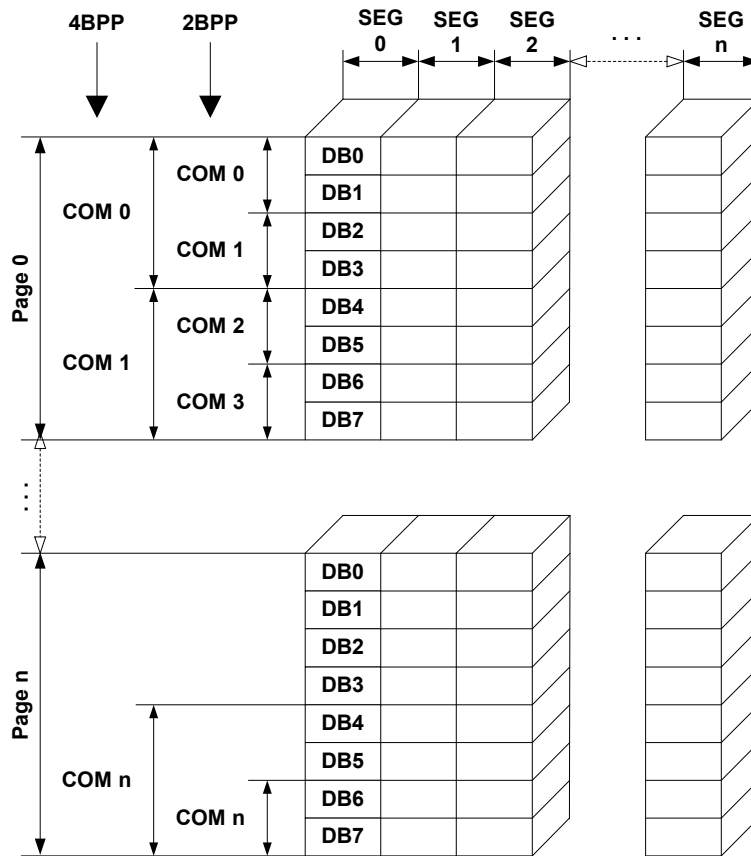 4BPP 2BPP SEG 0 SEG 1 SEG 2 . . . SEG n
Page 0
COM 0
COM 1
COM 0
COM 1
COM 2
COM 3
DB0
DB1
DB2
DB3
DB4
DB5
DB6
DB7
. . .
Page n
COM n
COM n
DB0
DB1
DB2
DB3
DB4
DB5
DB6
DB7